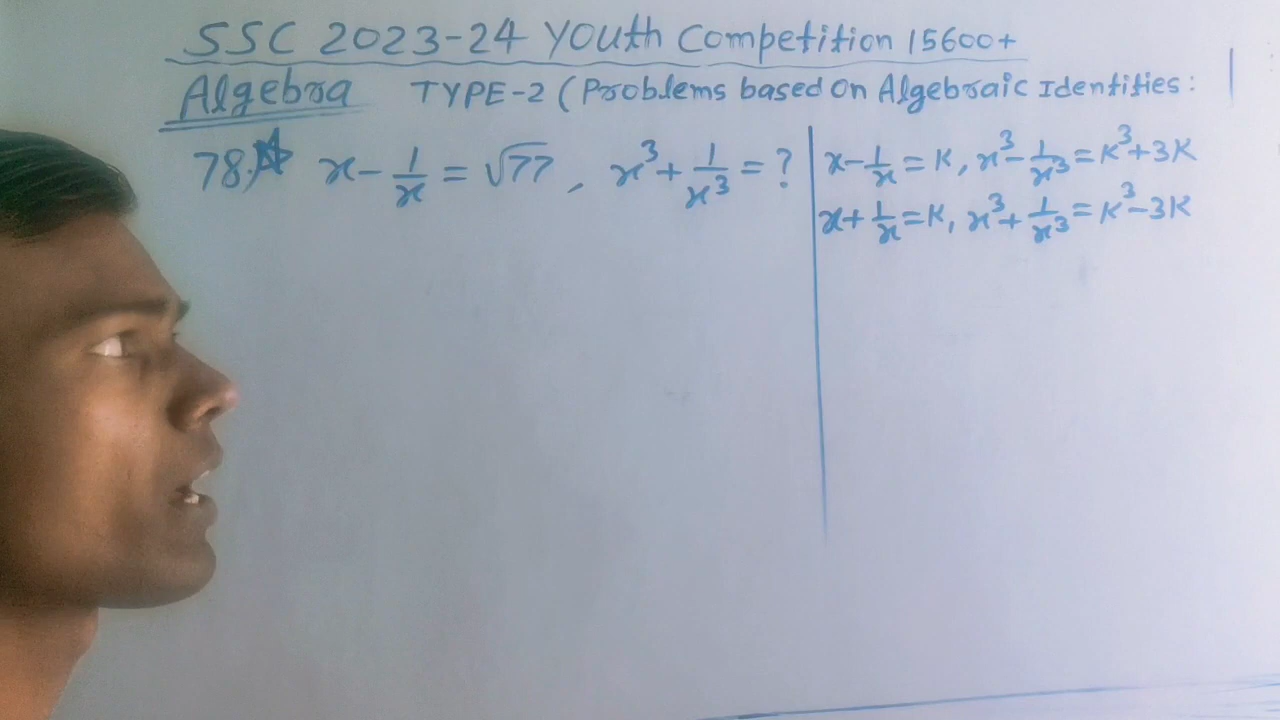 SSC 2023-24 Youth Competition 15600+
Algebra TYPE-2 (Problems based on Algebraic Identities:
78. x - 1/x = √77, x³ + 1/x³ = ?
x - 1/x = K, x³ - 1/x³ = K³ + 3K
x + 1/x = K, x³ + 1/x³ = K³ - 3K